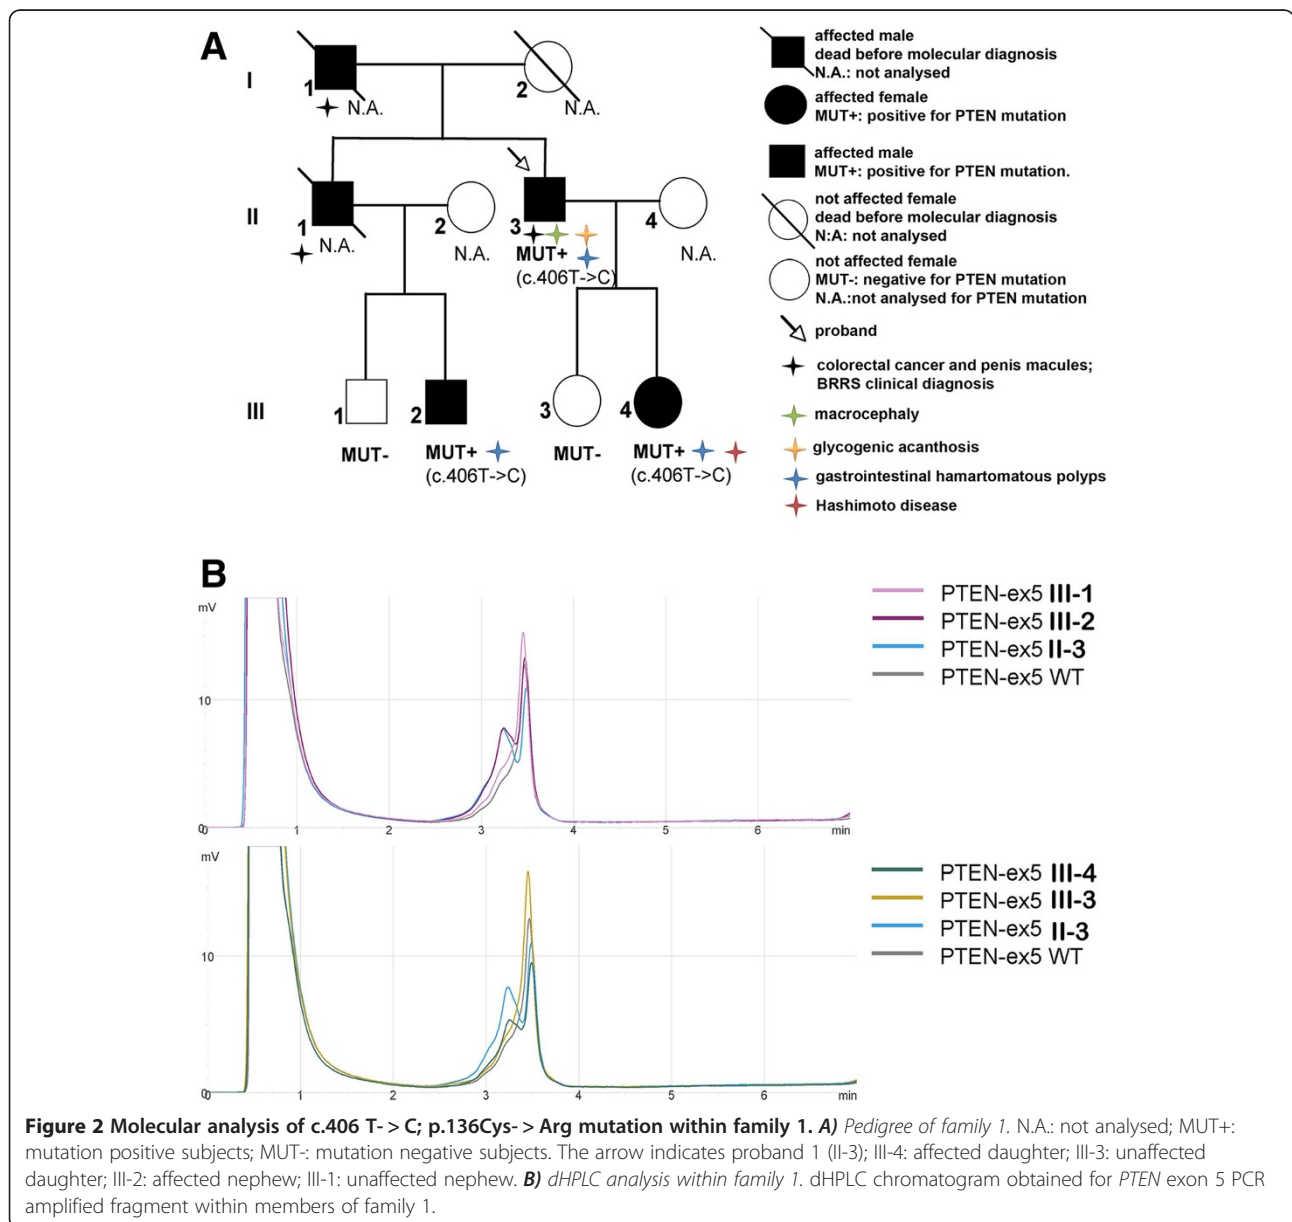 A
I
1
N.A.
2
N.A.
affected male
dead before molecular diagnosis
N.A.: not analysed
affected female
MUT+: positive for PTEN mutation
affected male
MUT+: positive for PTEN mutation.
not affected female
dead before molecular diagnosis
N:A: not analysed
not affected female
MUT-: negative for PTEN mutation
N.A.:not analysed for PTEN mutation
proband
colorectal cancer and penis macules;
BRRS clinical diagnosis
macrocephaly
glycogenic acanthosis
gastrointestinal hamartomatous polyps
Hashimoto disease
II
1
N.A.
2
N.A.
3
MUT+
(c.406T->C)
4
N.A.
III
1
MUT-
2
MUT+
(c.406T->C)
3
MUT-
4
MUT+
(c.406T->C)
B
mV
10
0
0
1
2
3
4
5
6
min
PTEN-ex5 III-1
PTEN-ex5 III-2
PTEN-ex5 II-3
PTEN-ex5 WT
mV
10
0
0
1
2
3
4
5
6
min
PTEN-ex5 III-4
PTEN-ex5 III-3
PTEN-ex5 II-3
PTEN-ex5 WT
Figure 2 Molecular analysis of c.406 T- > C; p.136Cys- > Arg mutation within family 1. A) Pedigree of family 1. N.A.: not analysed; MUT+:
mutation positive subjects; MUT-: mutation negative subjects. The arrow indicates proband 1 (II-3); III-4: affected daughter; III-3: unaffected
daughter; III-2: affected nephew; III-1: unaffected nephew. B) dHPLC analysis within family 1. dHPLC chromatogram obtained for PTEN exon 5 PCR
amplified fragment within members of family 1.